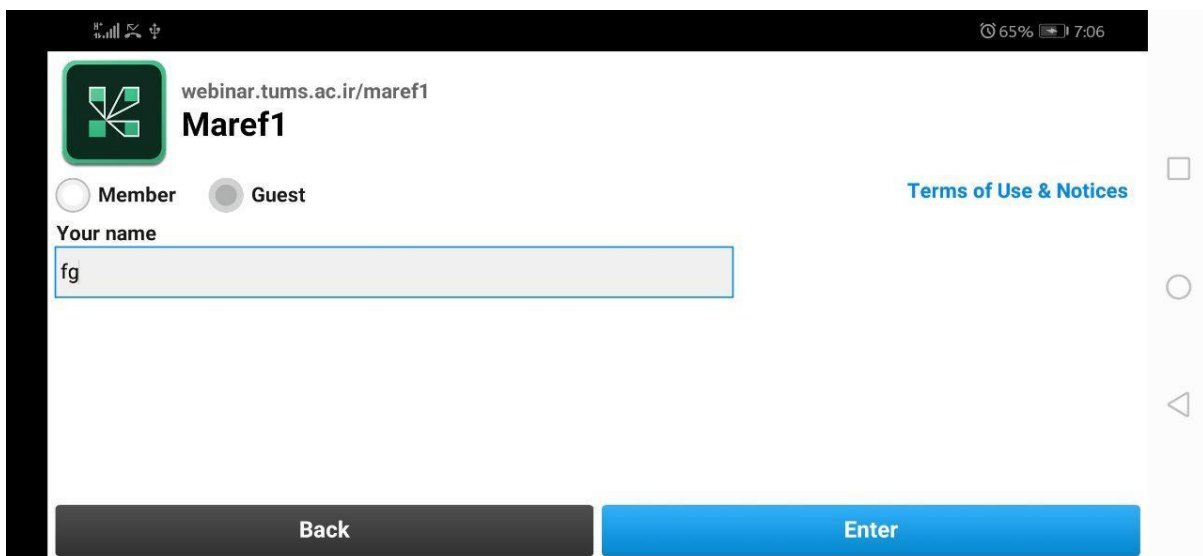 65% 7:06
webinar.tums.ac.ir/maref1
Maref1
Member Guest Terms of Use & Notices
Your name
fg
Back Enter